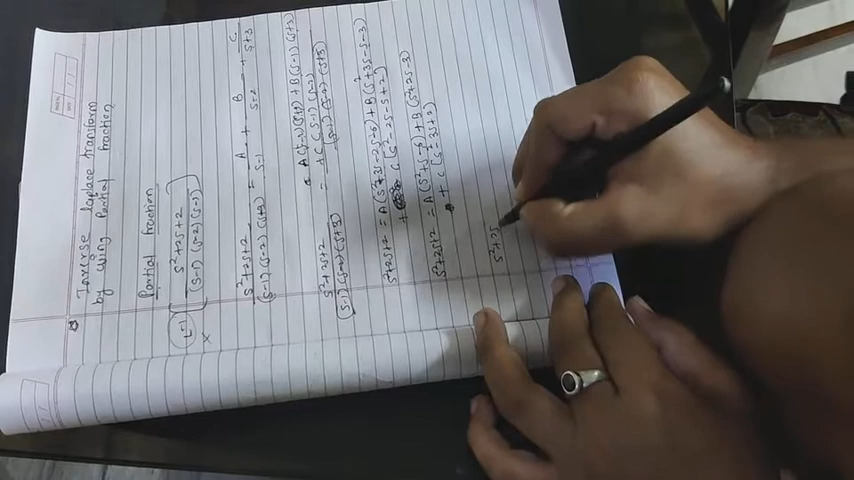 Inverse laplace transform
by using Partial fraction
Partial fraction
L⁻¹ [ s²+2s+2 / (s-1)(s-2)(s-3) ]
s²+2s+2 / (s-1)(s-2)(s+3) = A / s-1 + B / s-2 + C / s+3
s²+2s+2 / (s-1)(s-2)(s+3) = A(s-2)(s+3) + B(s-1)(s+3) + C(s-1)(s-2) / (s-1)(s-2)(s+3)
s²+2s+2 = A(s²+3s-2s-6) + B(s²+3s-s-3)
+ C(s²-2s-s+2)
s²+2s+2 = A(s²+s-6) + B(s²+2s-3)
+ C(s²-3s+2)
s²+2s